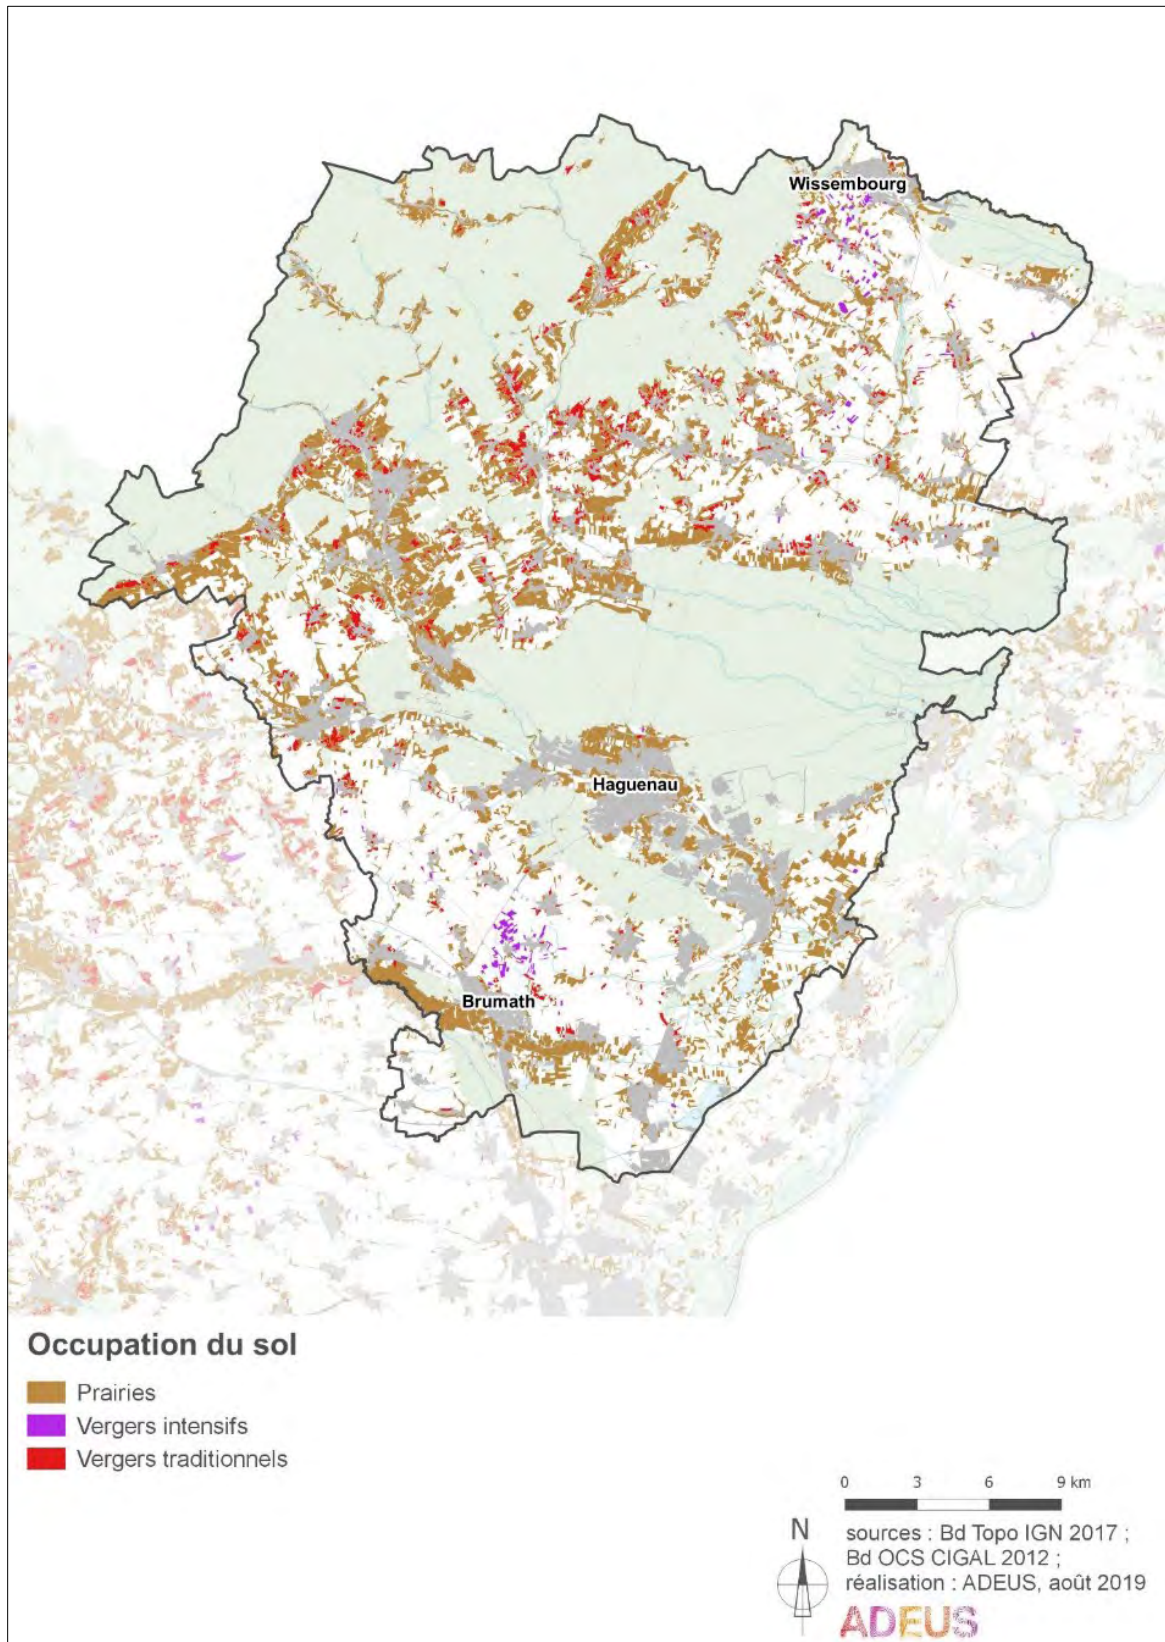 Wissembourg
Haguenau
Brumath
Occupation du sol
Prairies
Vergers intensifs
Vergers traditionnels
0 3 6 9 km
N
sources : Bd Topo IGN 2017 ;
Bd OCS CIGAL 2012 ;
réalisation : ADEUS, août 2019
ADEUS